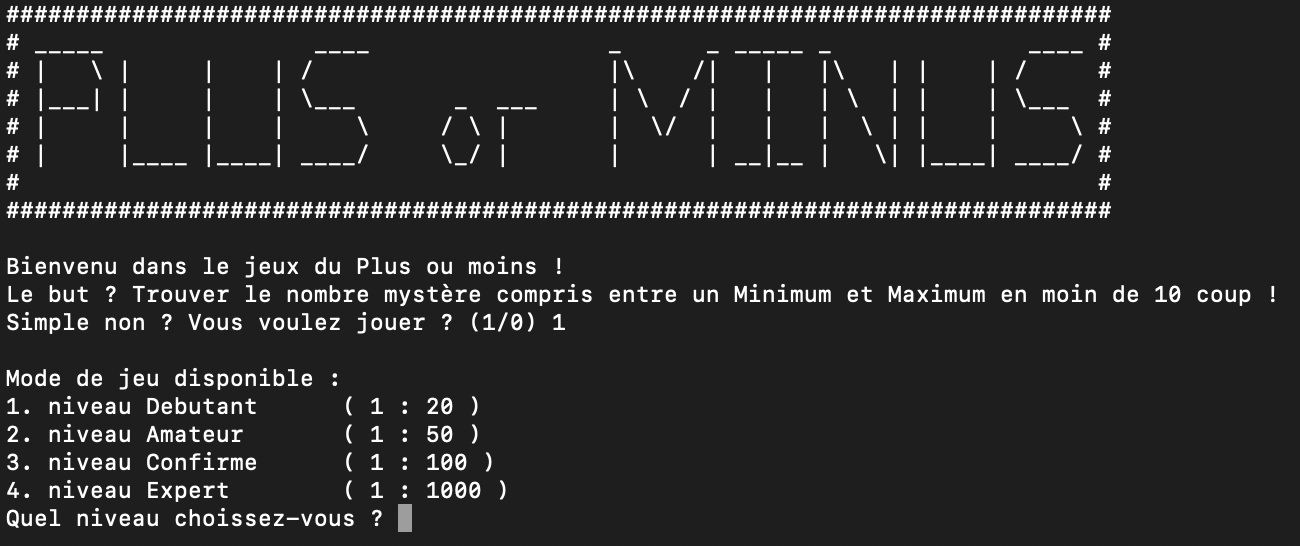 ###############################################################################
# _____               ____                 _      _ _____ _              ____ #
# |   \ |     |    | /                     |\    /|   |   |\   | |    | /     #
# |___| |     |    | \___       _  ___     | \  / |   |   | \  | |    | \___  #
# |     |     |    |     \     / \ |       |  \/  |   |   |  \ | |    |     \ #
# |     |____ |____| ____/     \_/ |       |      | __|__ |   \| |____| ____/ #
#                                                                             #
###############################################################################
Bienvenu dans le jeux du Plus ou moins !
Le but ? Trouver le nombre mystère compris entre un Minimum et Maximum en moin de 10 coup !
Simple non ? Vous voulez jouer ? (1/0) 1
Mode de jeu disponible :
1. niveau Debutant      ( 1 : 20 )
2. niveau Amateur       ( 1 : 50 )
3. niveau Confirme      ( 1 : 100 )
4. niveau Expert        ( 1 : 1000 )
Quel niveau choissez-vous ?